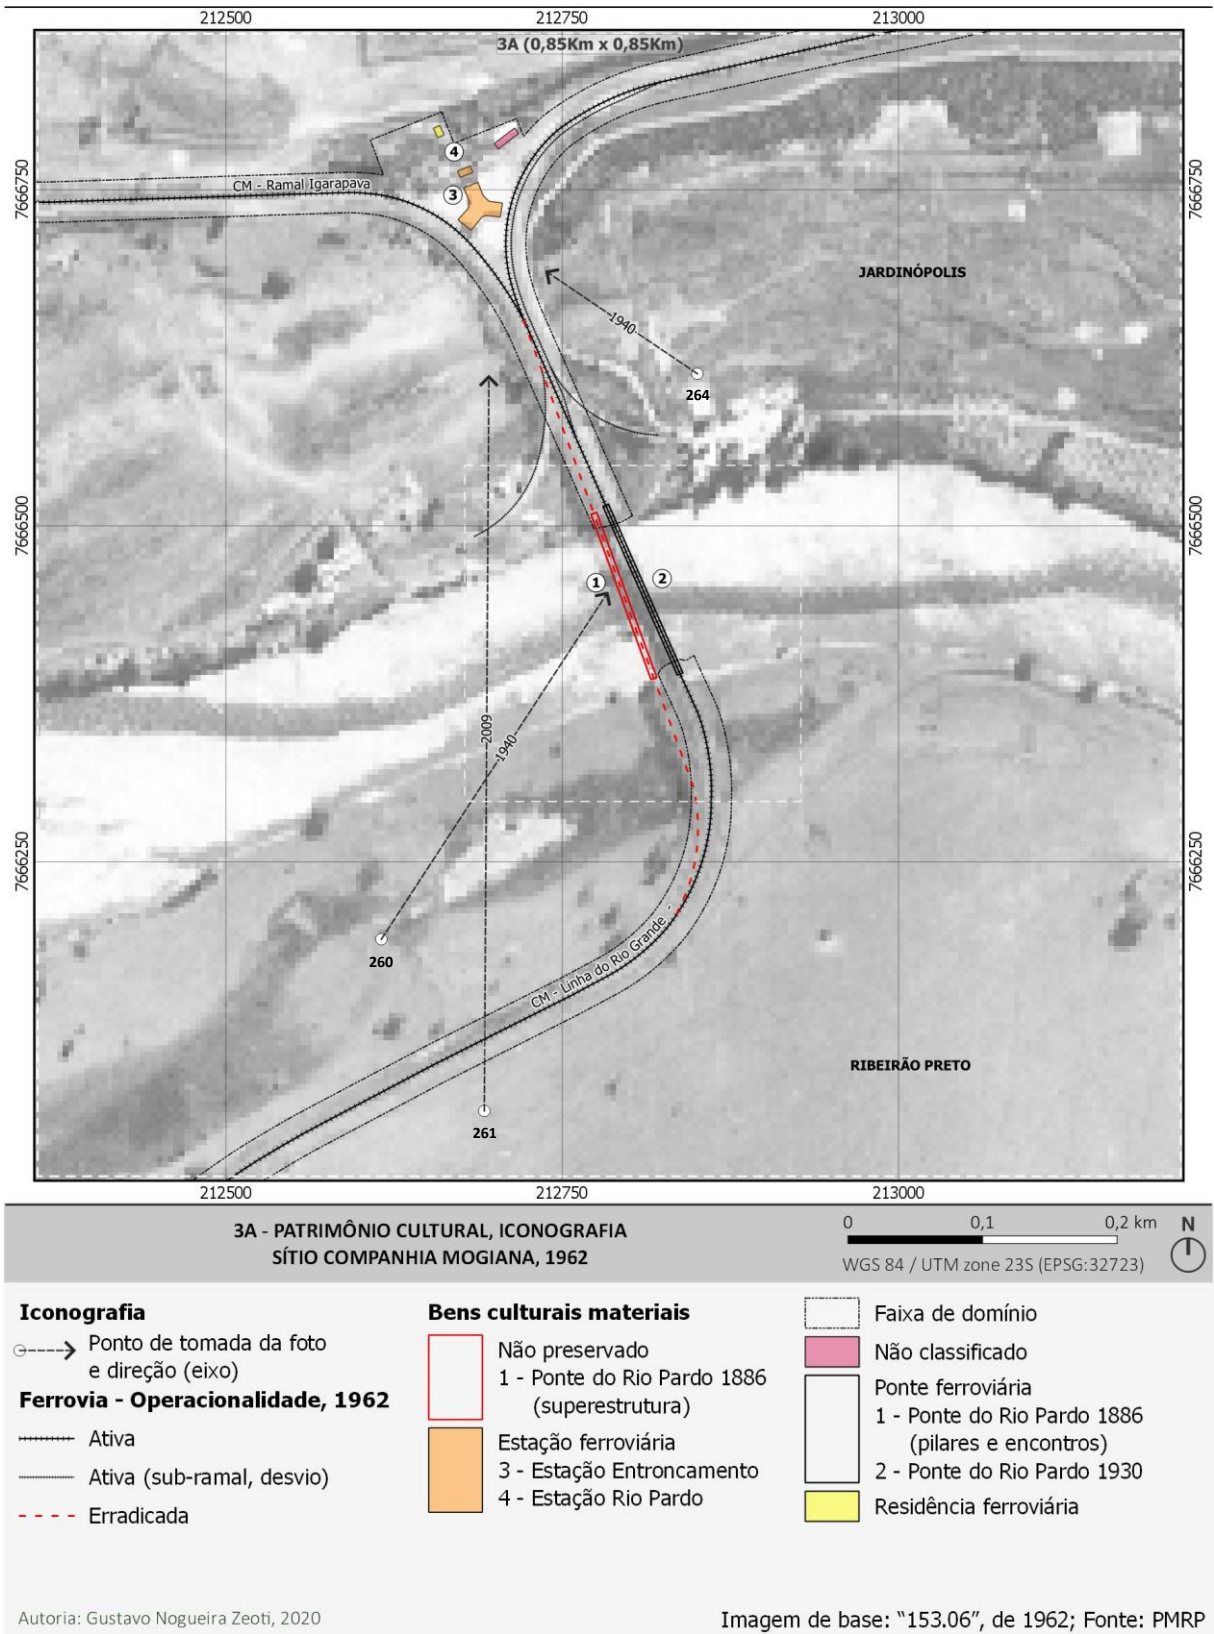 212500 212750 213000
3A (0,85Km x 0,85Km)
4
CM - Ramal Igarapava
3
7666750 7666750
JARDINÓPOLIS
1940
264
7666500 7666500
1 2
2009
1940
7666250 7666250
260
CM - Linha do Rio Grande -
RIBEIRÃO PRETO
261
212500 212750 213000
3A - PATRIMÔNIO CULTURAL, ICONOGRAFIA
SÍTIO COMPANHIA MOGIANA, 1962
0 0,1 0,2 km N
WGS 84 / UTM zone 23S (EPSG:32723)
Iconografia
Ponto de tomada da foto
e direção (eixo)
Ferrovia - Operacionalidade, 1962
Ativa
Ativa (sub-ramal, desvio)
Erradicada
Bens culturais materiais
Não preservado
1 - Ponte do Rio Pardo 1886
(superestrutura)
Estação ferroviária
3 - Estação Entroncamento
4 - Estação Rio Pardo
Faixa de domínio
Não classificado
Ponte ferroviária
1 - Ponte do Rio Pardo 1886
(pilares e encontros)
2 - Ponte do Rio Pardo 1930
Residência ferroviária
Autoria: Gustavo Nogueira Zeoti, 2020
Imagem de base: “153.06”, de 1962; Fonte: PMRP